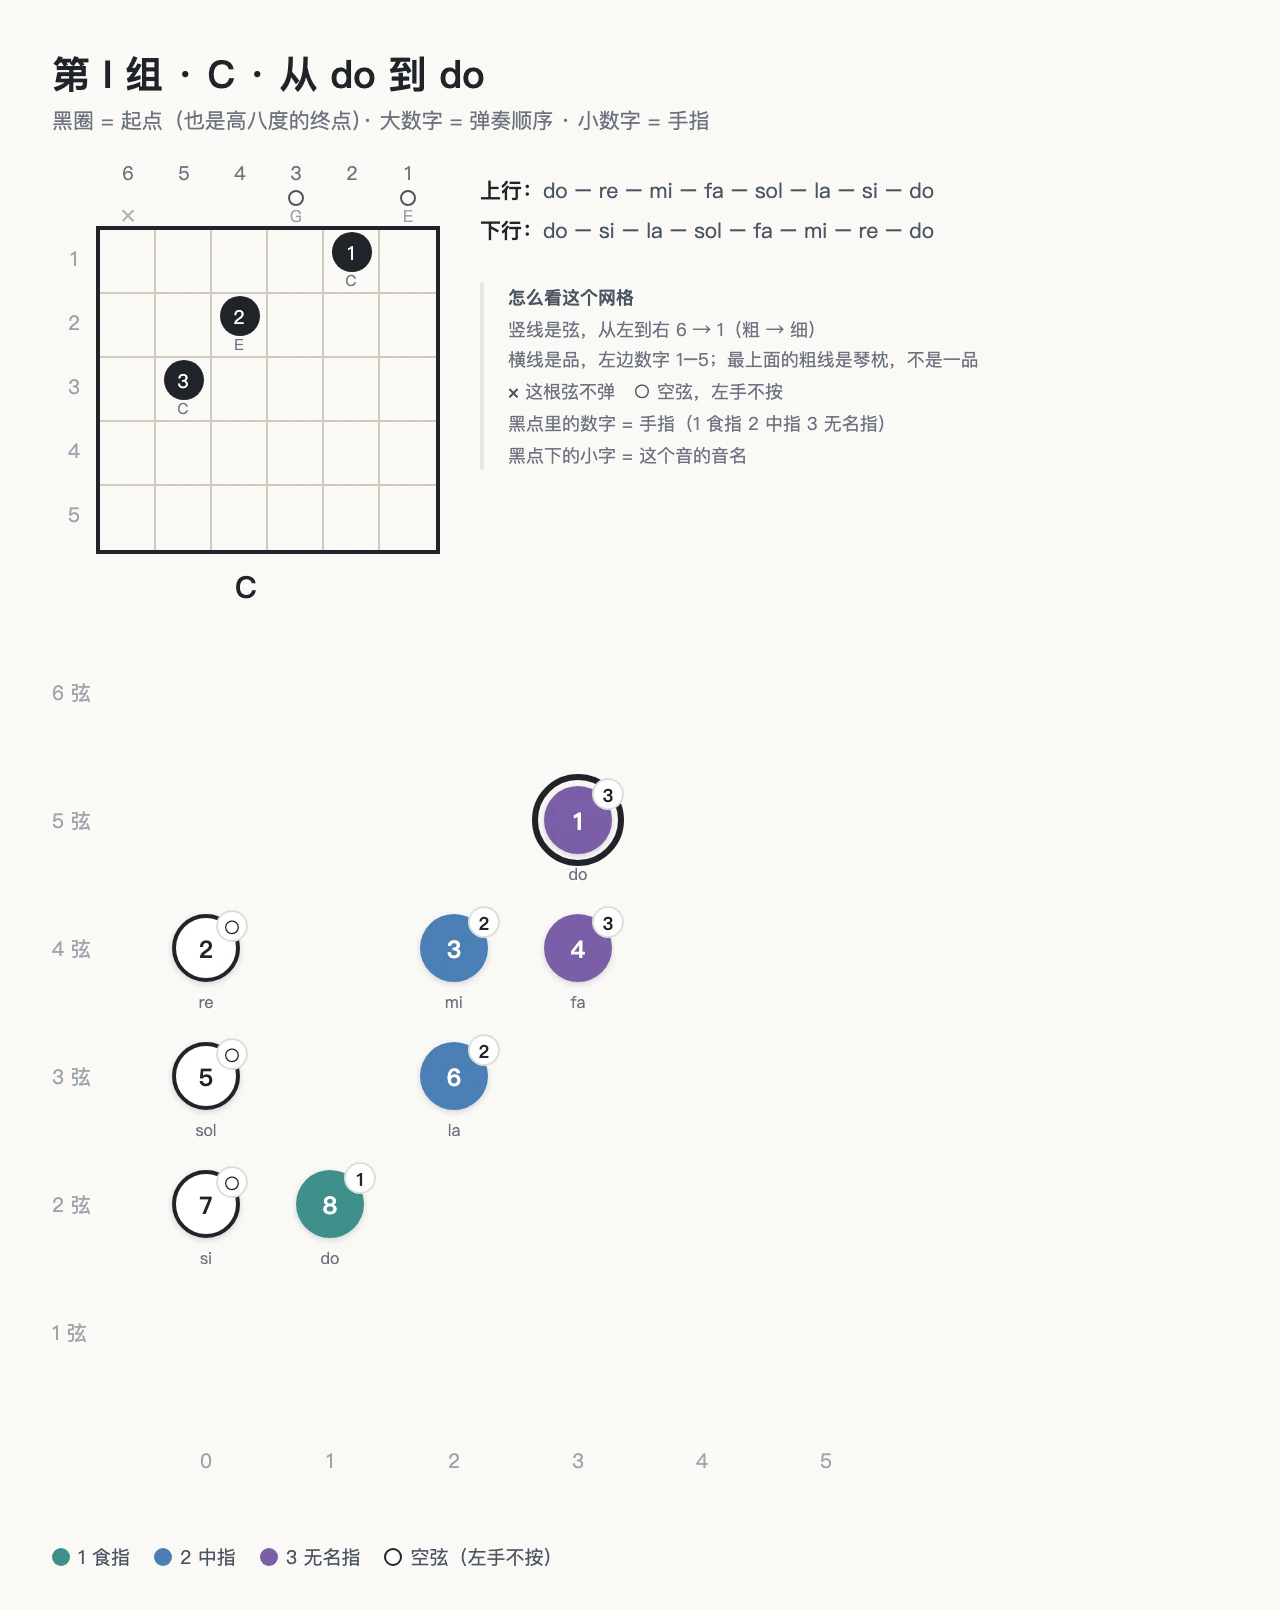 第 I 组 · C · 从 do 到 do
黑圈 = 起点（也是高八度的终点）· 大数字 = 弹奏顺序 · 小数字 = 手指
6 5 4 3 2 1
× G E
1 1
C
2 2
E
3 3
C
4
5
C
上行：do — re — mi — fa — sol — la — si — do
下行：do — si — la — sol — fa — mi — re — do
怎么看这个网格
竖线是弦，从左到右 6 → 1（粗 → 细）
横线是品，左边数字 1—5；最上面的粗线是琴枕，不是一品
× 这根弦不弹 ○ 空弦，左手不按
黑点里的数字 = 手指（1 食指 2 中指 3 无名指）
黑点下的小字 = 这个音的音名
6 弦
5 弦 1 3
do
4 弦 2 3 2 4 3
re mi fa
3 弦 5 6 2
sol la
2 弦 7 8 1
si do
1 弦
0 1 2 3 4 5
1 食指 2 中指 3 无名指 空弦（左手不按）